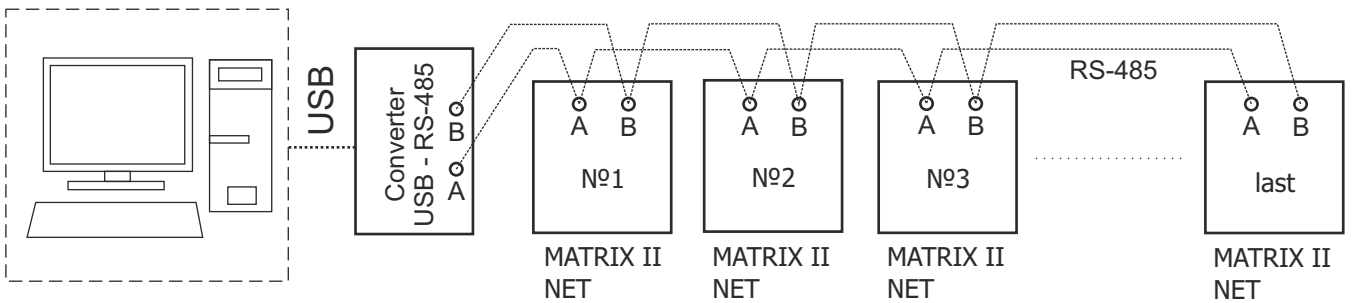 USB
Converter
USB - RS-485
B
A
RS-485
A B
№1
MATRIX II
NET
A B
№2
MATRIX II
NET
A B
№3
MATRIX II
NET
A B
last
MATRIX II
NET